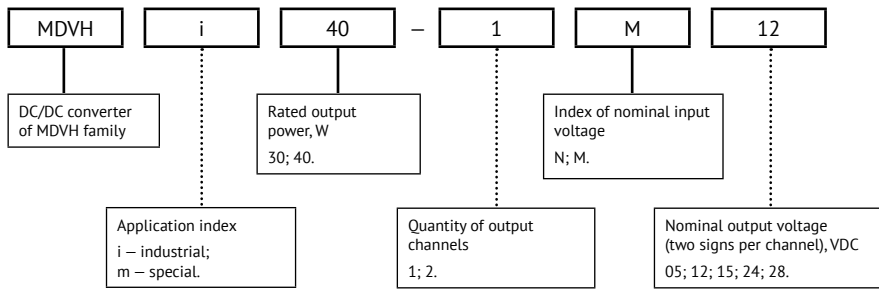 MDVH i 40 – 1 M 12
DC/DC converter
of MDVH family
Rated output
power, W
30; 40.
Index of nominal input
voltage
N; M.
Application index
i – industrial;
m – special.
Quantity of output
channels
1; 2.
Nominal output voltage
(two signs per channel), VDC
05; 12; 15; 24; 28.